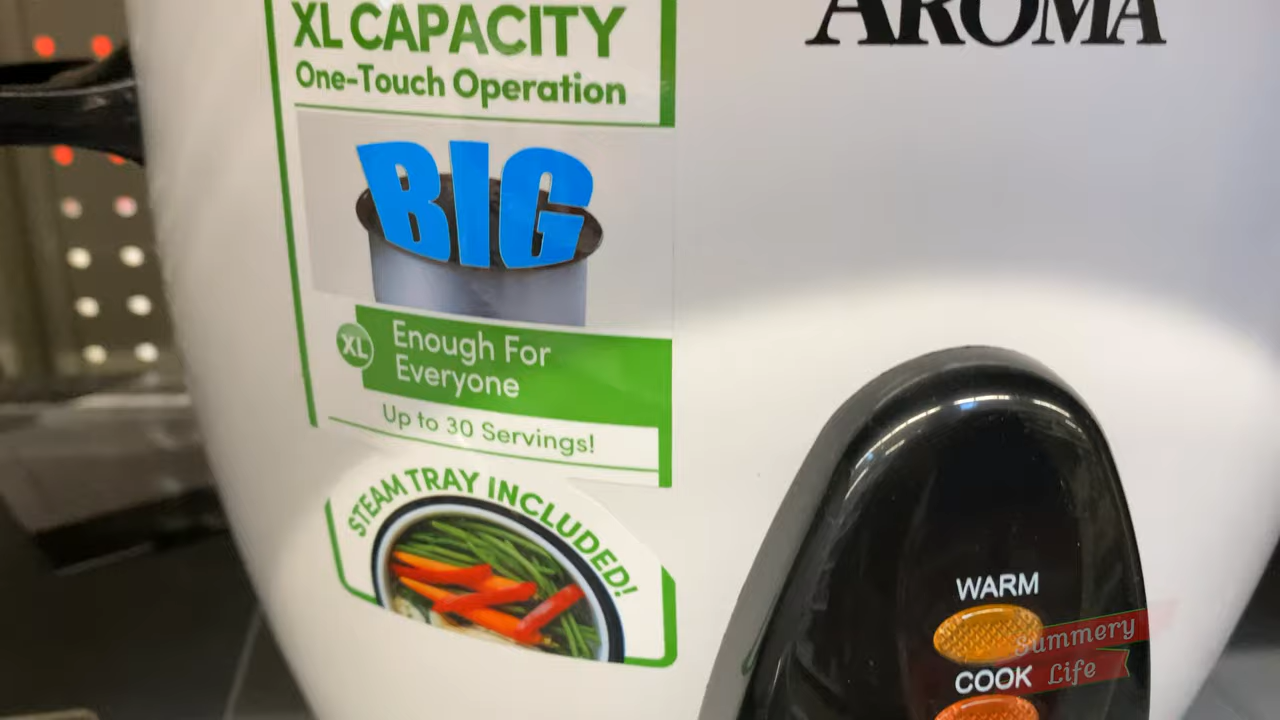 XL CAPACITY
One-Touch Operation
BIG
XL
Enough For
Everyone
Up to 30 Servings!
STEAM TRAY INCLUDED!
AROMA
WARM
COOK
Summery
Life